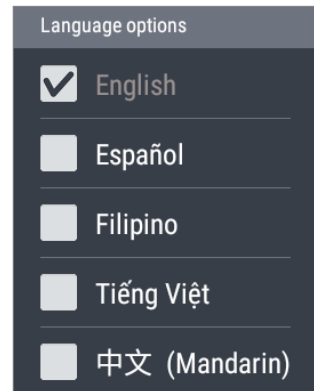 Language options
English
Español
Filipino
Tiếng Việt
中文 (Mandarin)